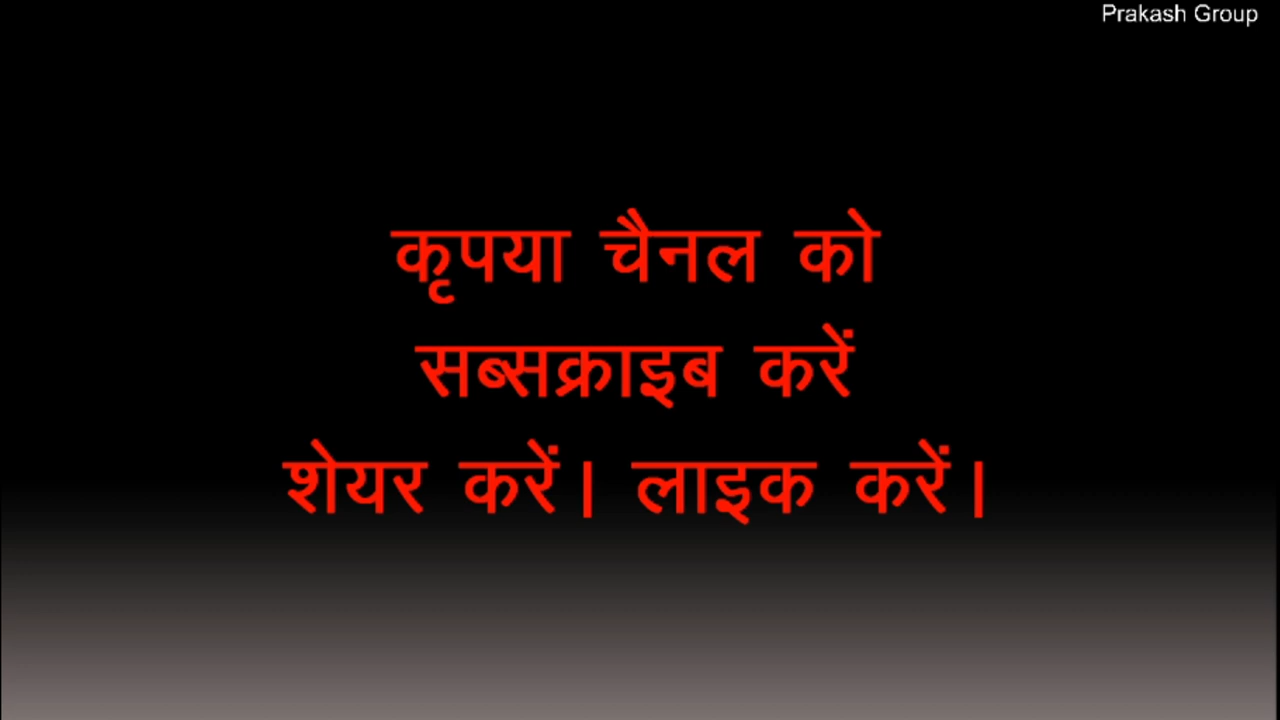 Prakash Group
कृपया चैनल को
सब्सक्राइब करें
शेयर करें। लाइक करें।